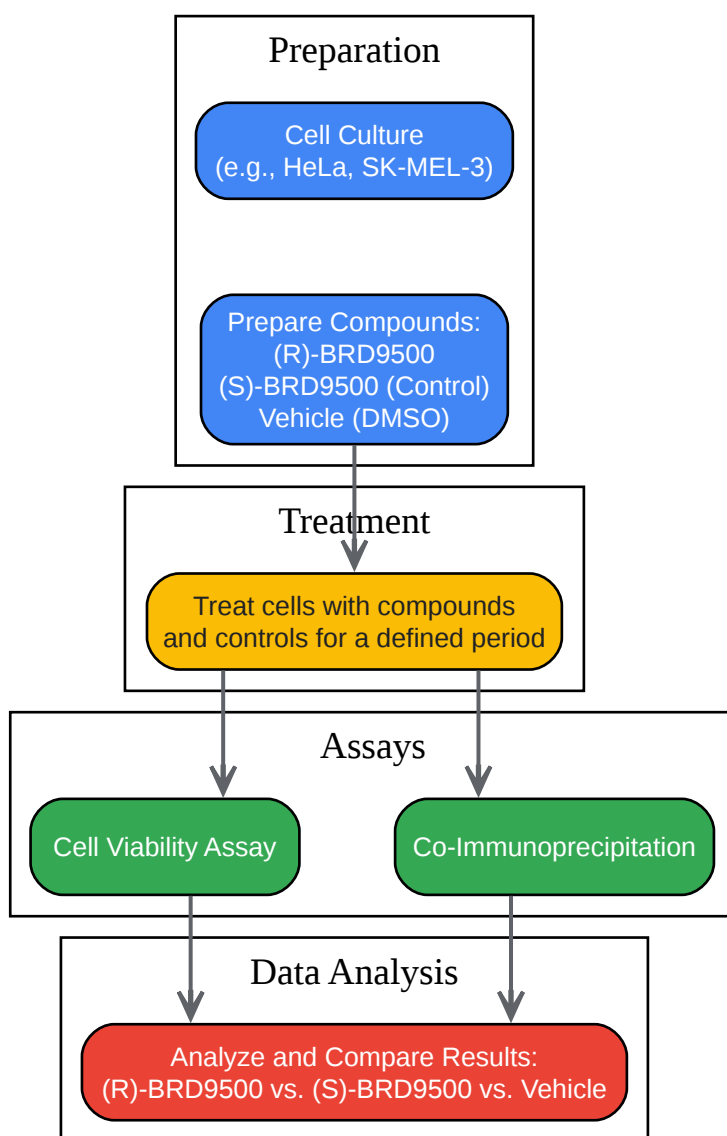 Preparation
Cell Culture
(e.g., HeLa, SK-MEL-3)
Prepare Compounds:
(R)-BRD9500
(S)-BRD9500 (Control)
Vehicle (DMSO)
Treatment
Treat cells with compounds
and controls for a defined period
Assays
Cell Viability Assay
Co-Immunoprecipitation
Data Analysis
Analyze and Compare Results:
(R)-BRD9500 vs. (S)-BRD9500 vs. Vehicle